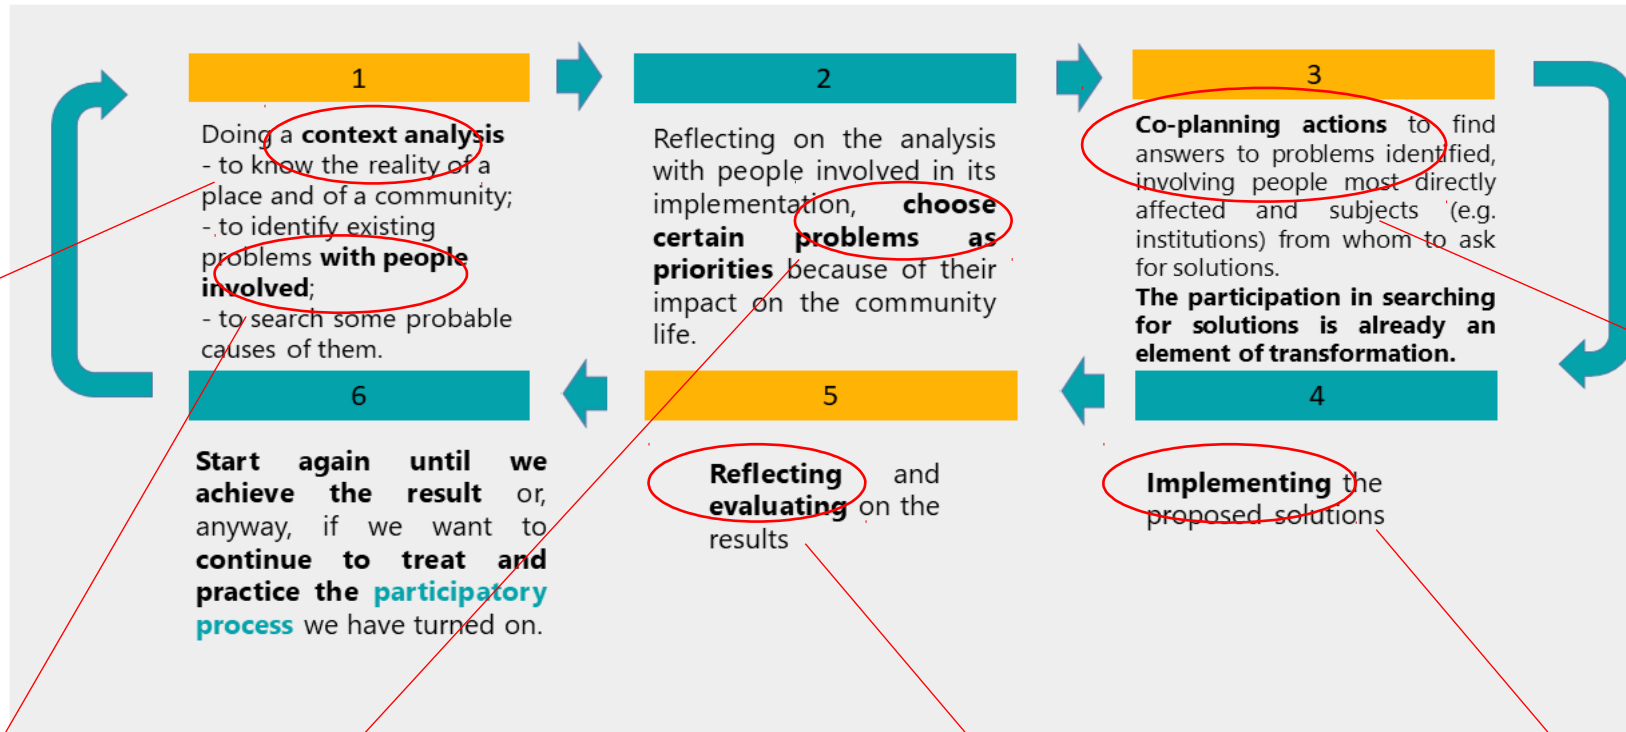 1
Doing a context analysis
- to know the reality of a
place and of a community;
- to identify existing
problems with people
involved;
- to search some probable
causes of them.
2
Reflecting on the analysis
with people involved in its
implementation, choose
certain problems as
priorities because of their
impact on the community
life.
3
Co-planning actions to find
answers to problems identified,
involving people most directly
affected and subjects (e.g.
institutions) from whom to ask
for solutions.
The participation in searching
for solutions is already an
element of transformation.
4
Implementing the
proposed solutions
5
Reflecting and
evaluating on the
results
6
Start again until we
achieve the result or,
anyway, if we want to
continue to treat and
practice the participatory
process we have turned on.